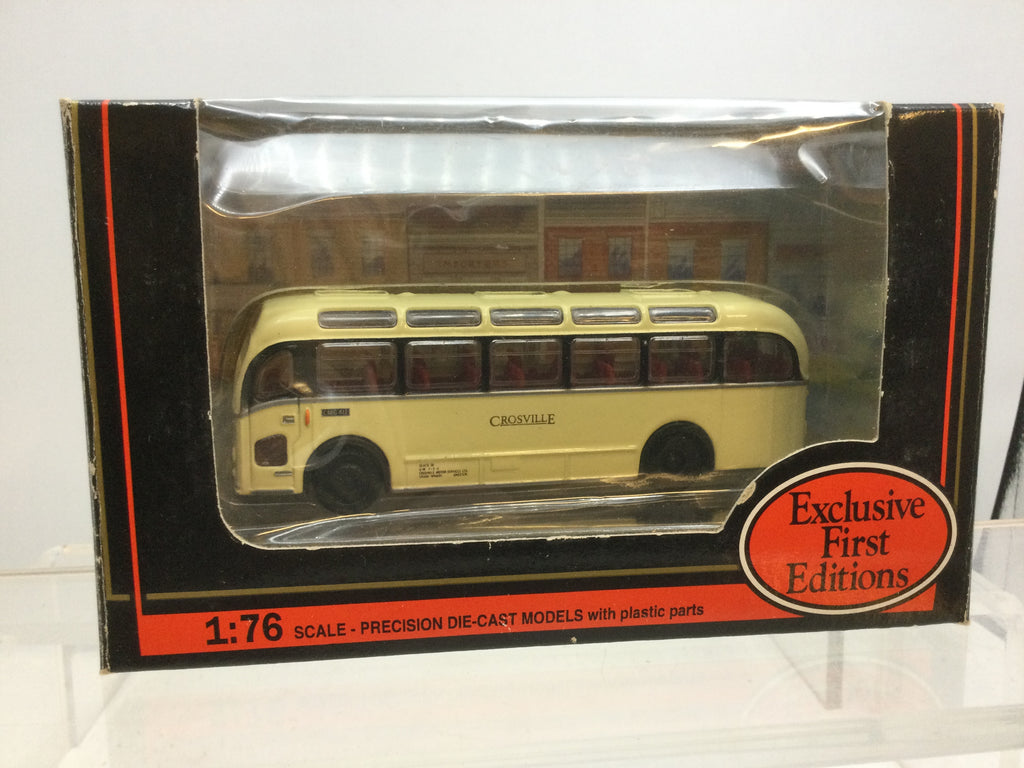 CROSVILLE
Exclusive
First
Editions
1:76 SCALE - PRECISION DIE-CAST MODELS with plastic parts